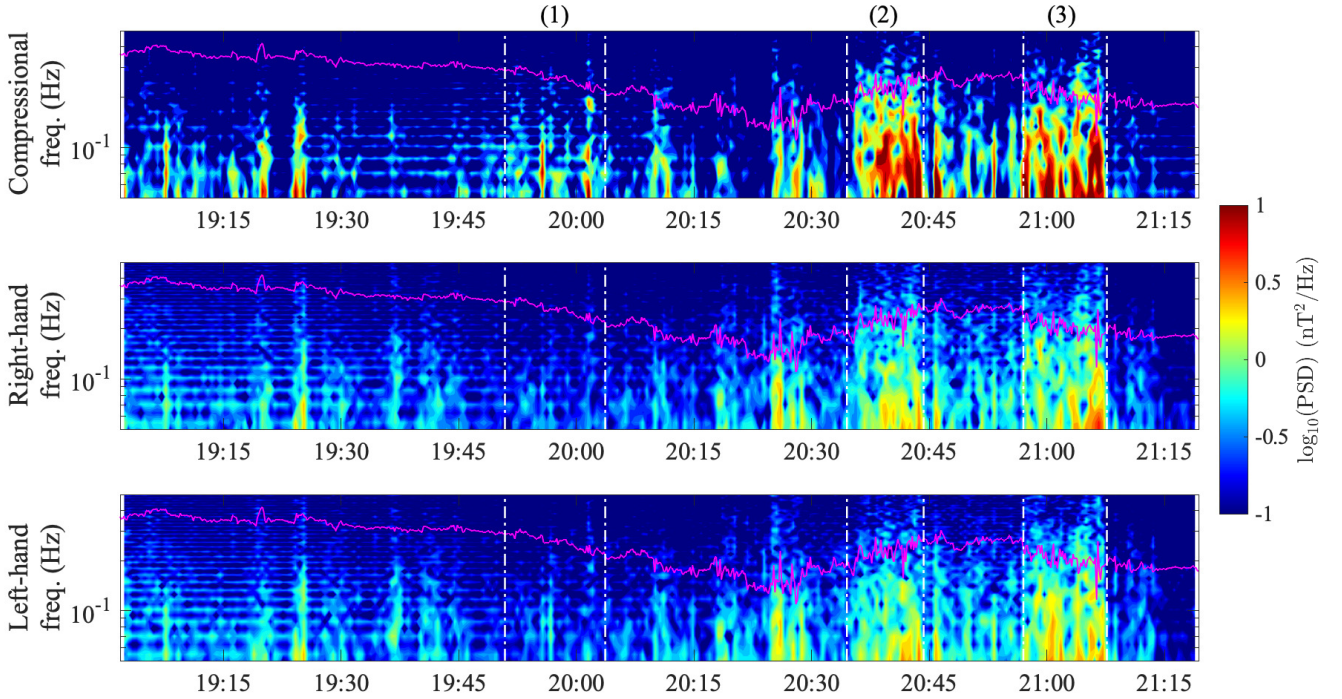 (1) (2) (3)
Compressional
freq. (Hz)
10⁻¹
19:15 19:30 19:45 20:00 20:15 20:30 20:45 21:00 21:15
Right-hand
freq. (Hz)
10⁻¹
19:15 19:30 19:45 20:00 20:15 20:30 20:45 21:00 21:15
Left-hand
freq. (Hz)
10⁻¹
19:15 19:30 19:45 20:00 20:15 20:30 20:45 21:00 21:15
1
0.5
0
-0.5
-1
log₁₀(PSD) (nT²/Hz)